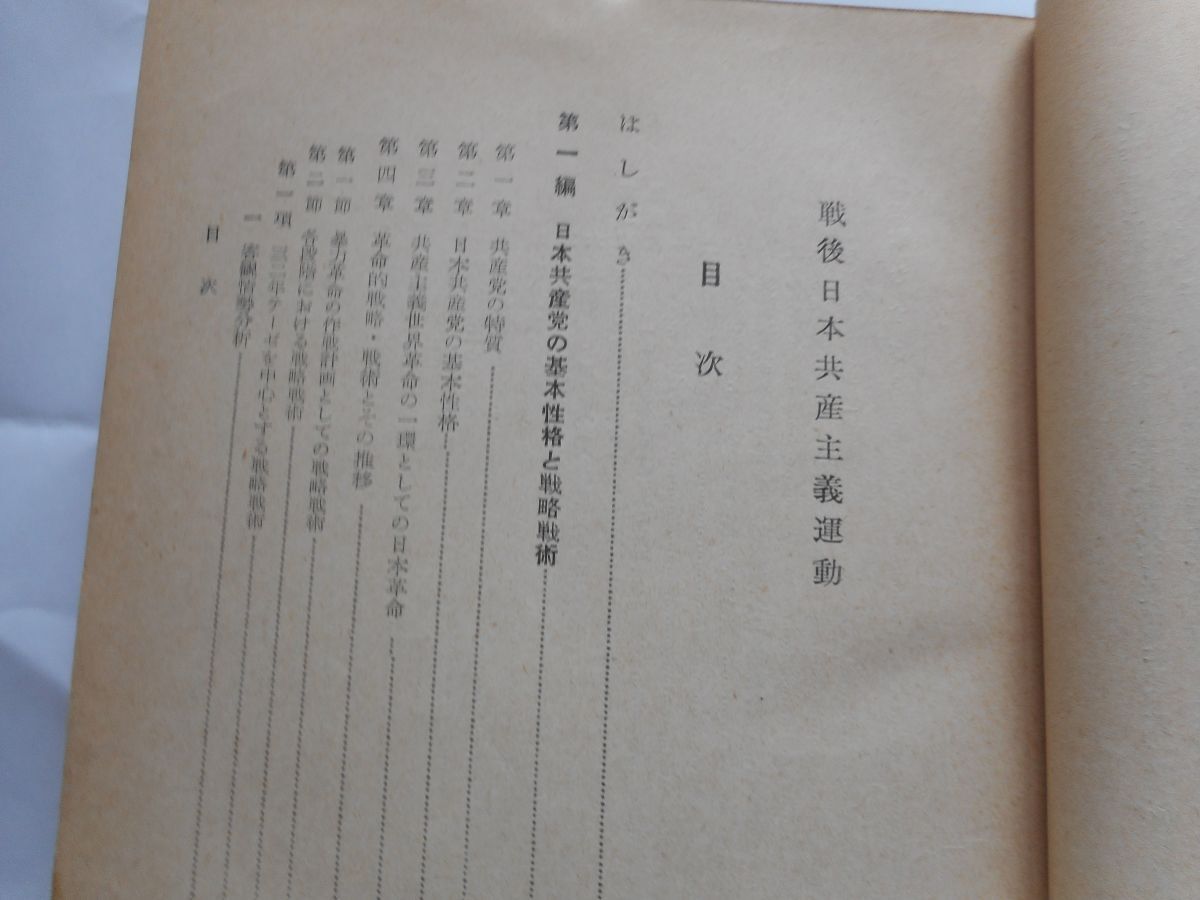 戦後日本共産主義運動
目次
はしがき
第一編 日本共産党の基本性格と戦略戦術
第一章 共産党の特質
第二章 日本共産党の基本性格
第三章 共産主義世界革命の一環としての日本革命
第四章 革命的戦略・戦術とその推移
第一節 暴力革命の作戦計画としての戦略戦術
第二節 各段階における戦略戦術
第一項 三二年テーゼを中心とする戦略戦術
一 客観情勢分析
目次